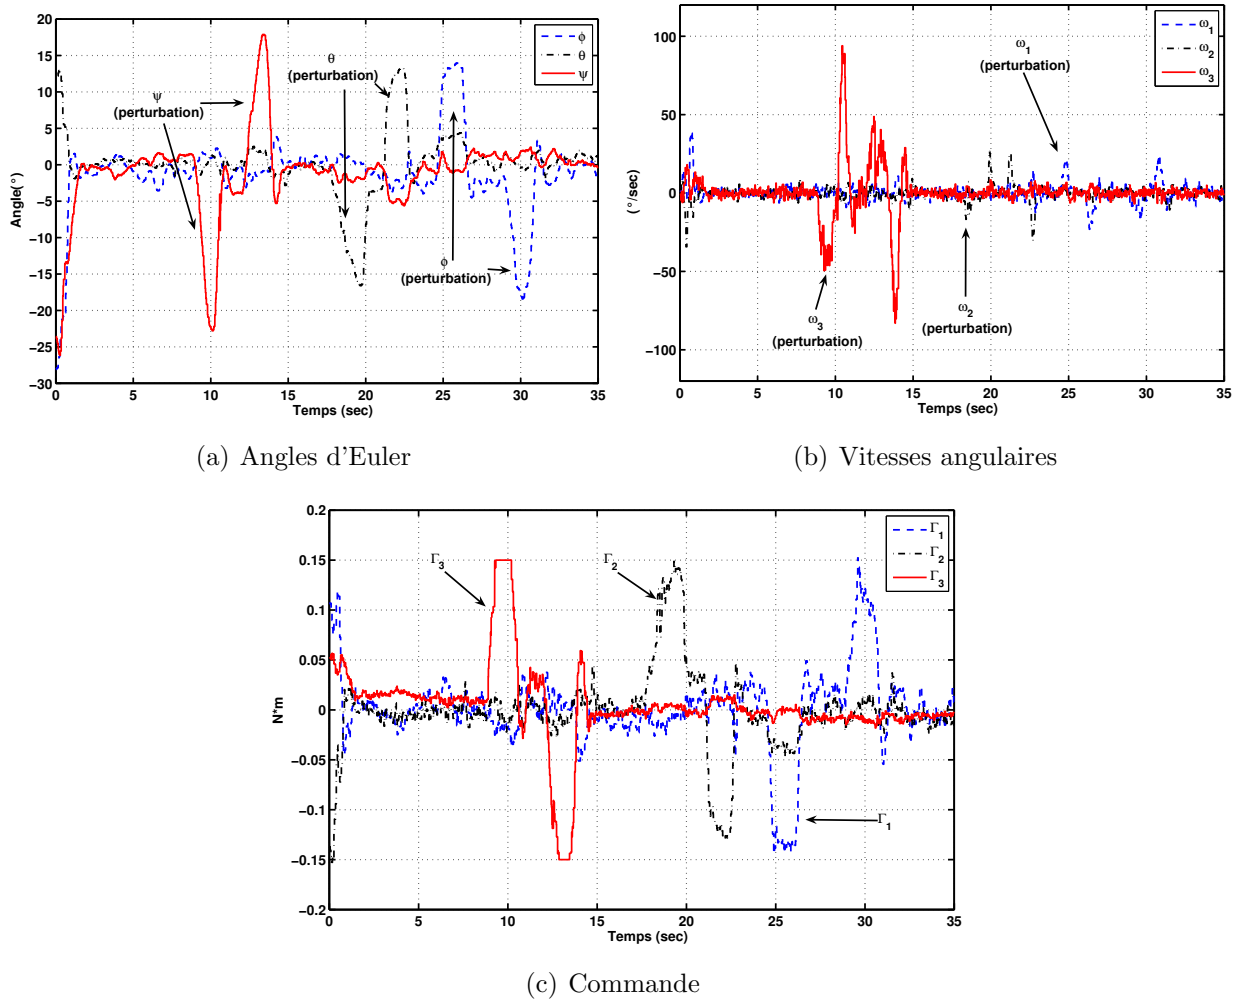 20
15
10
5
0
−5
−10
−15
−20
−25
−30
Angle(°)
0 5 10 15 20 25 30 35
Temps (sec)
ϕ
θ
ψ
ψ
(perturbation)
θ
(perturbation)
ϕ
(perturbation)
(a) Angles d'Euler
100
50
0
−50
−100
(°/sec)
0 5 10 15 20 25 30 35
Temps (sec)
ω1
ω2
ω3
ω1
(perturbation)
ω3
(perturbation)
ω2
(perturbation)
(b) Vitesses angulaires
0.2
0.15
0.1
0.05
0
−0.05
−0.1
−0.15
−0.2
N*m
0 5 10 15 20 25 30 35
Temps (sec)
Γ1
Γ2
Γ3
Γ3
Γ2
Γ1
(c) Commande